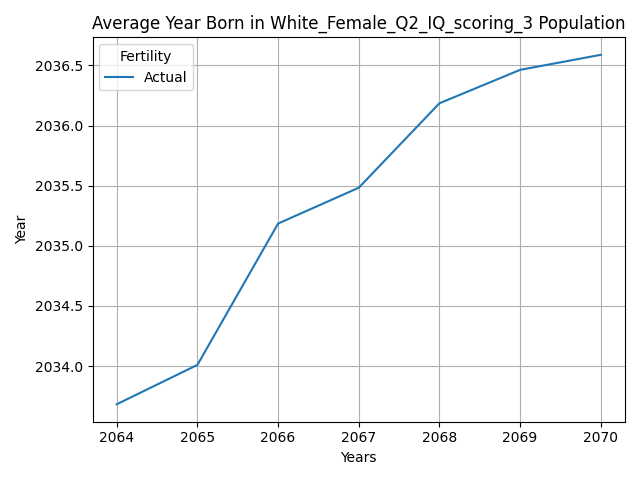 Average Year Born in White_Female_Q2_IQ_scoring_3 Population
Fertility
Actual
2036.5
2036.0
2035.5
2035.0
2034.5
2034.0
Year
2064 2065 2066 2067 2068 2069 2070
Years